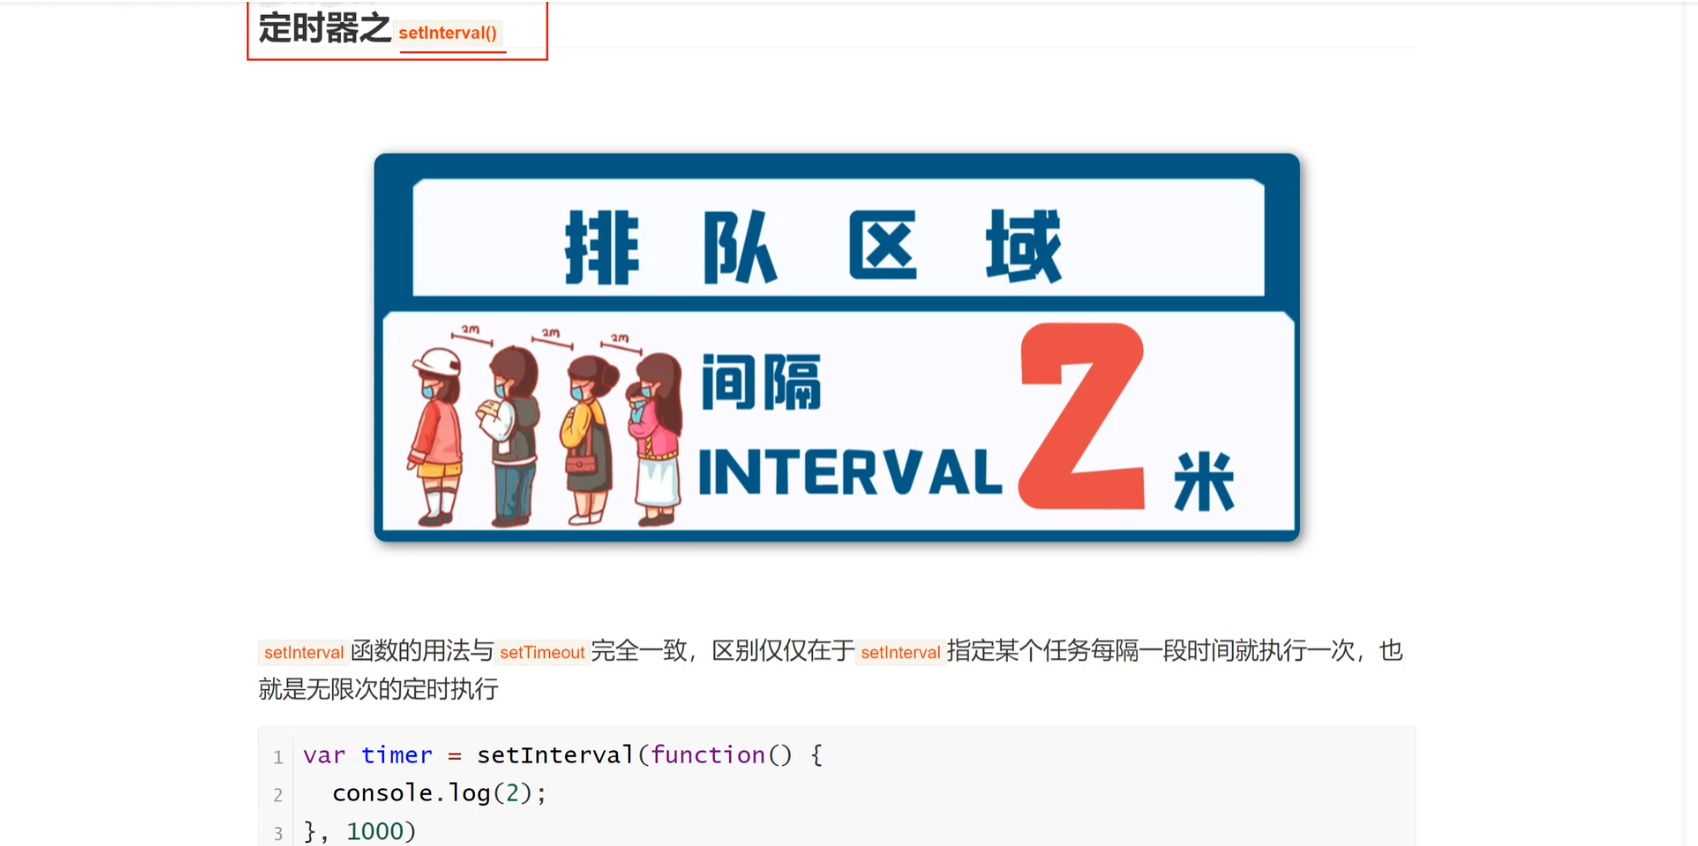 定时器之 setInterval()
排队区域
2m 2m 2m
间隔
INTERVAL 2 米
setInterval 函数的用法与 setTimeout 完全一致，区别仅仅在于 setInterval 指定某个任务每隔一段时间就执行一次，也
就是无限次的定时执行
1 var timer = setInterval(function() {
2 console.log(2);
3 }, 1000)